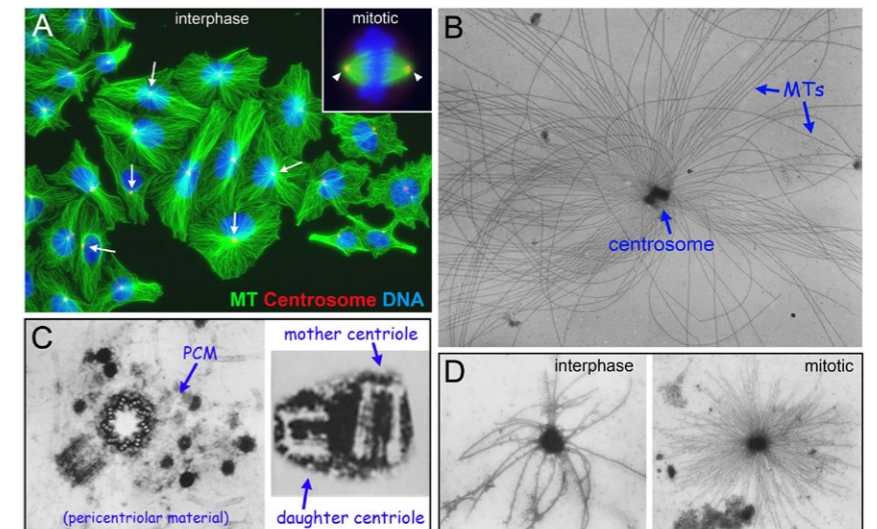 A
interphase
mitotic
MT Centrosome DNA
B
MTs
centrosome
C
PCM
(pericentriolar material)
mother centriole
daughter centriole
D
interphase
mitotic